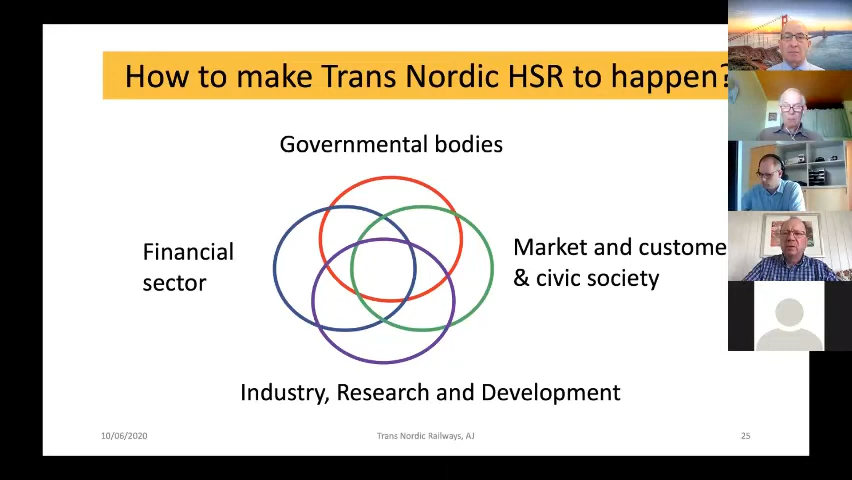 How to make Trans Nordic HSR to happen?
Governmental bodies
Financial
sector
Market and custome
& civic society
Industry, Research and Development
10/06/2020
Trans Nordic Railways, AJ
25